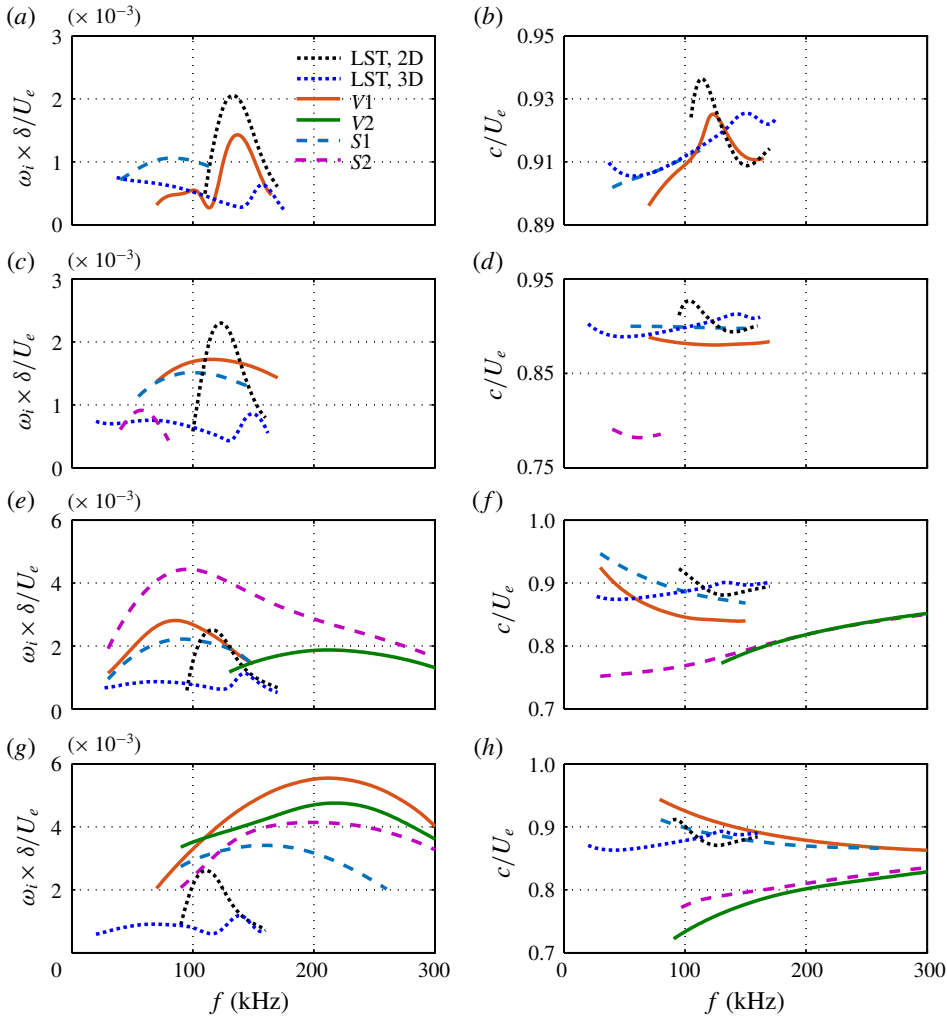 (a) (× 10⁻³)
ωᵢ × δ/Uₑ
3
2
1
0
LST, 2D
LST, 3D
V1
V2
S1
S2
(b)
c/Uₑ
0.95
0.93
0.91
0.89
(c) (× 10⁻³)
ωᵢ × δ/Uₑ
3
2
1
0
(d)
c/Uₑ
0.95
0.85
0.75
(e) (× 10⁻³)
ωᵢ × δ/Uₑ
6
4
2
0
(f)
c/Uₑ
1.0
0.9
0.8
0.7
(g) (× 10⁻³)
ωᵢ × δ/Uₑ
6
4
2
0 100 200 300
f (kHz)
(h)
c/Uₑ
1.0
0.9
0.8
0.7
0 100 200 300
f (kHz)